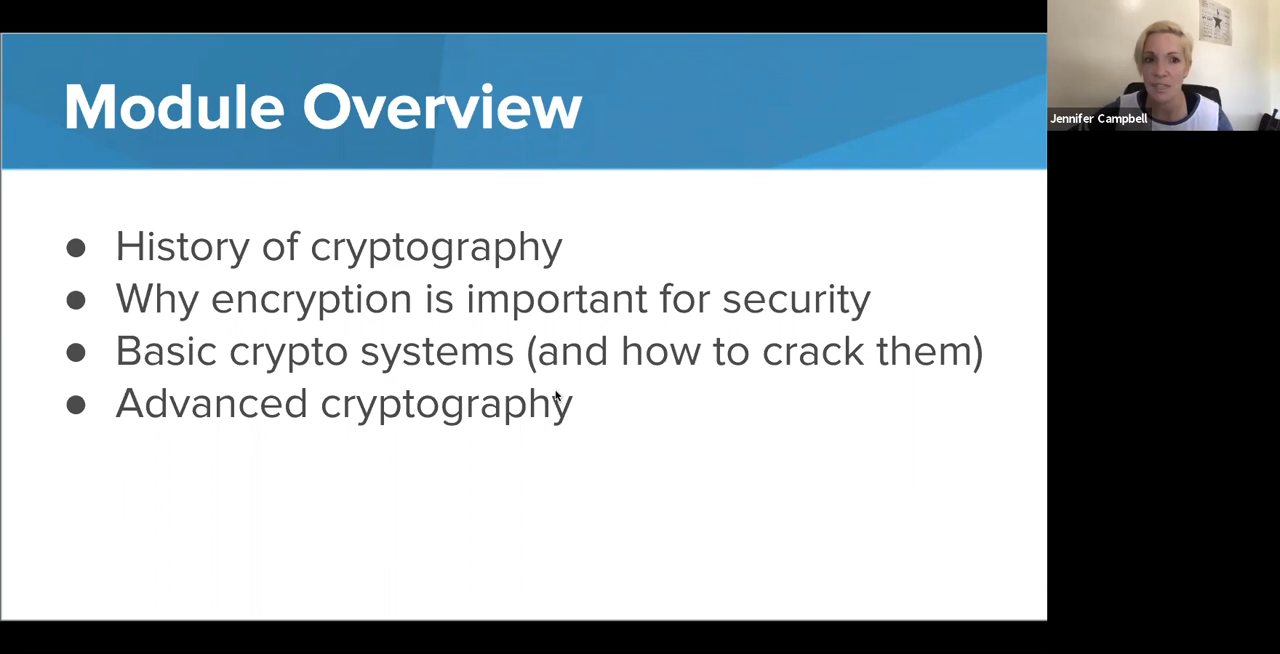 Module Overview
● History of cryptography
● Why encryption is important for security
● Basic crypto systems (and how to crack them)
● Advanced cryptography
Jennifer Campbell